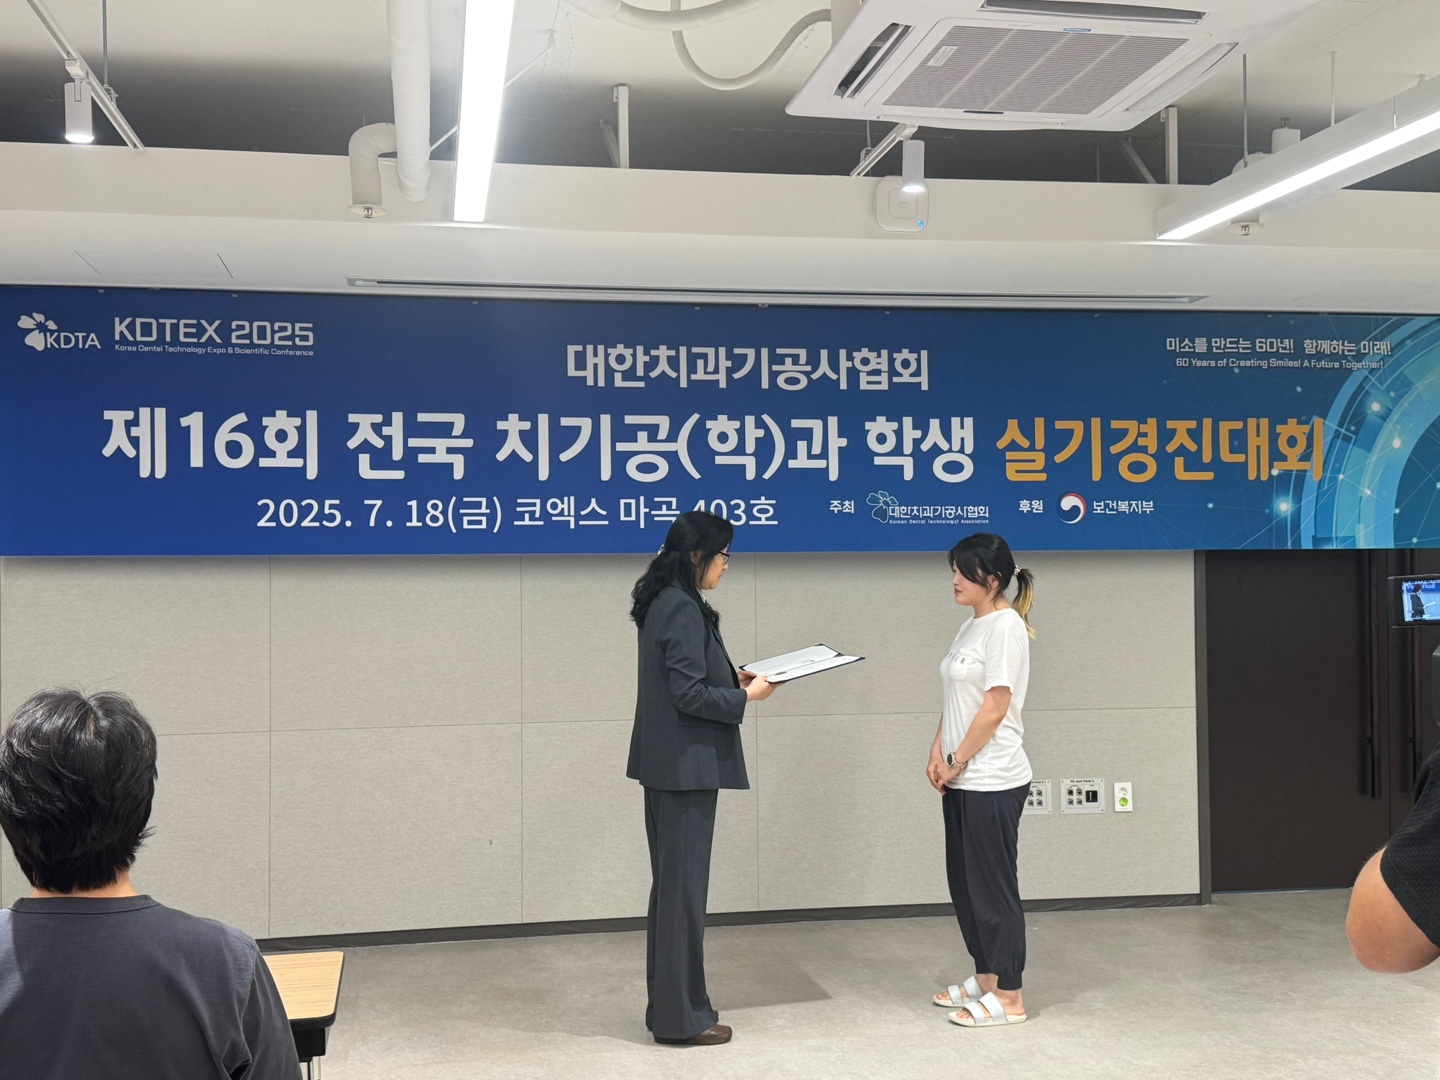 KDTA
KDTEX 2025
Korea Dental Technology Expo & Scientific Conference
미소를 만드는 60년! 함께하는 미래!
60 Years of Creating Smiles! A Future Together!
대한치과기공사협회
제16회 전국 치기공(학)과 학생 실기경진대회
2025. 7. 18(금) 코엑스 마곡 403호
주최 대한치과기공사협회
Korean Dental Technologist Association
후원 보건복지부